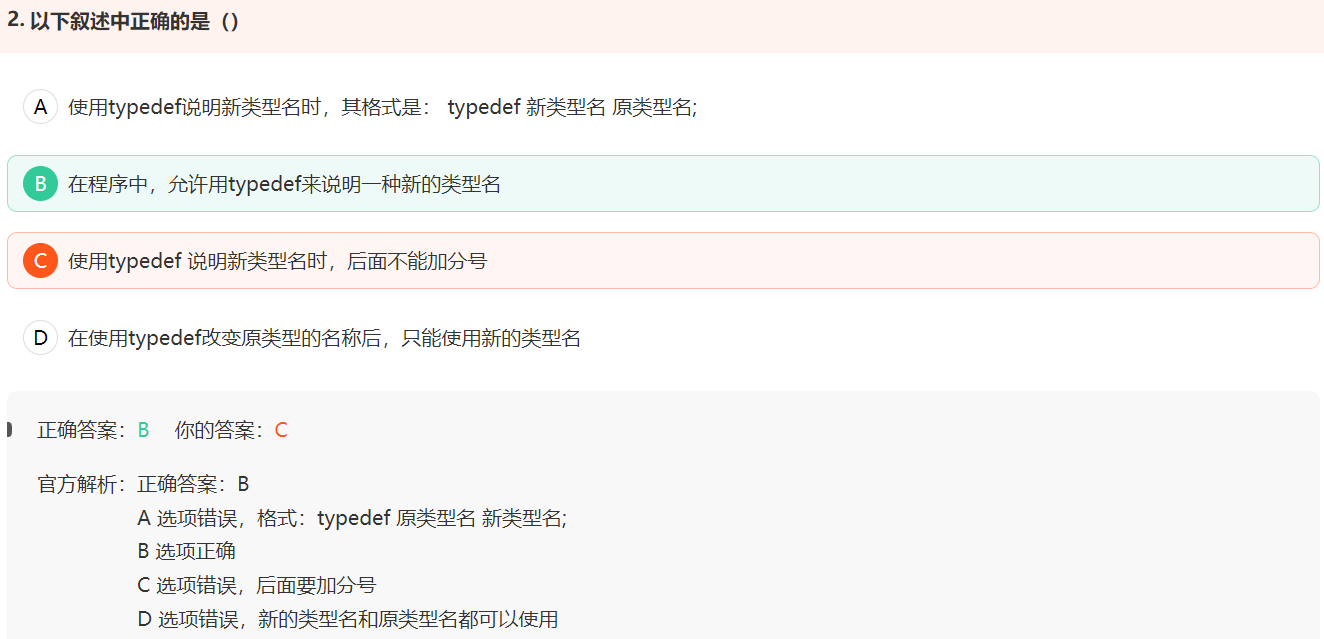 2. 以下叙述中正确的是（）
A 使用typedef说明新类型名时，其格式是： typedef 新类型名 原类型名;
B 在程序中，允许用typedef来说明一种新的类型名
C 使用typedef 说明新类型名时，后面不能加分号
D 在使用typedef改变原类型的名称后，只能使用新的类型名
正确答案：B 你的答案：C
官方解析：正确答案：B
A 选项错误，格式：typedef 原类型名 新类型名;
B 选项正确
C 选项错误，后面要加分号
D 选项错误，新的类型名和原类型名都可以使用